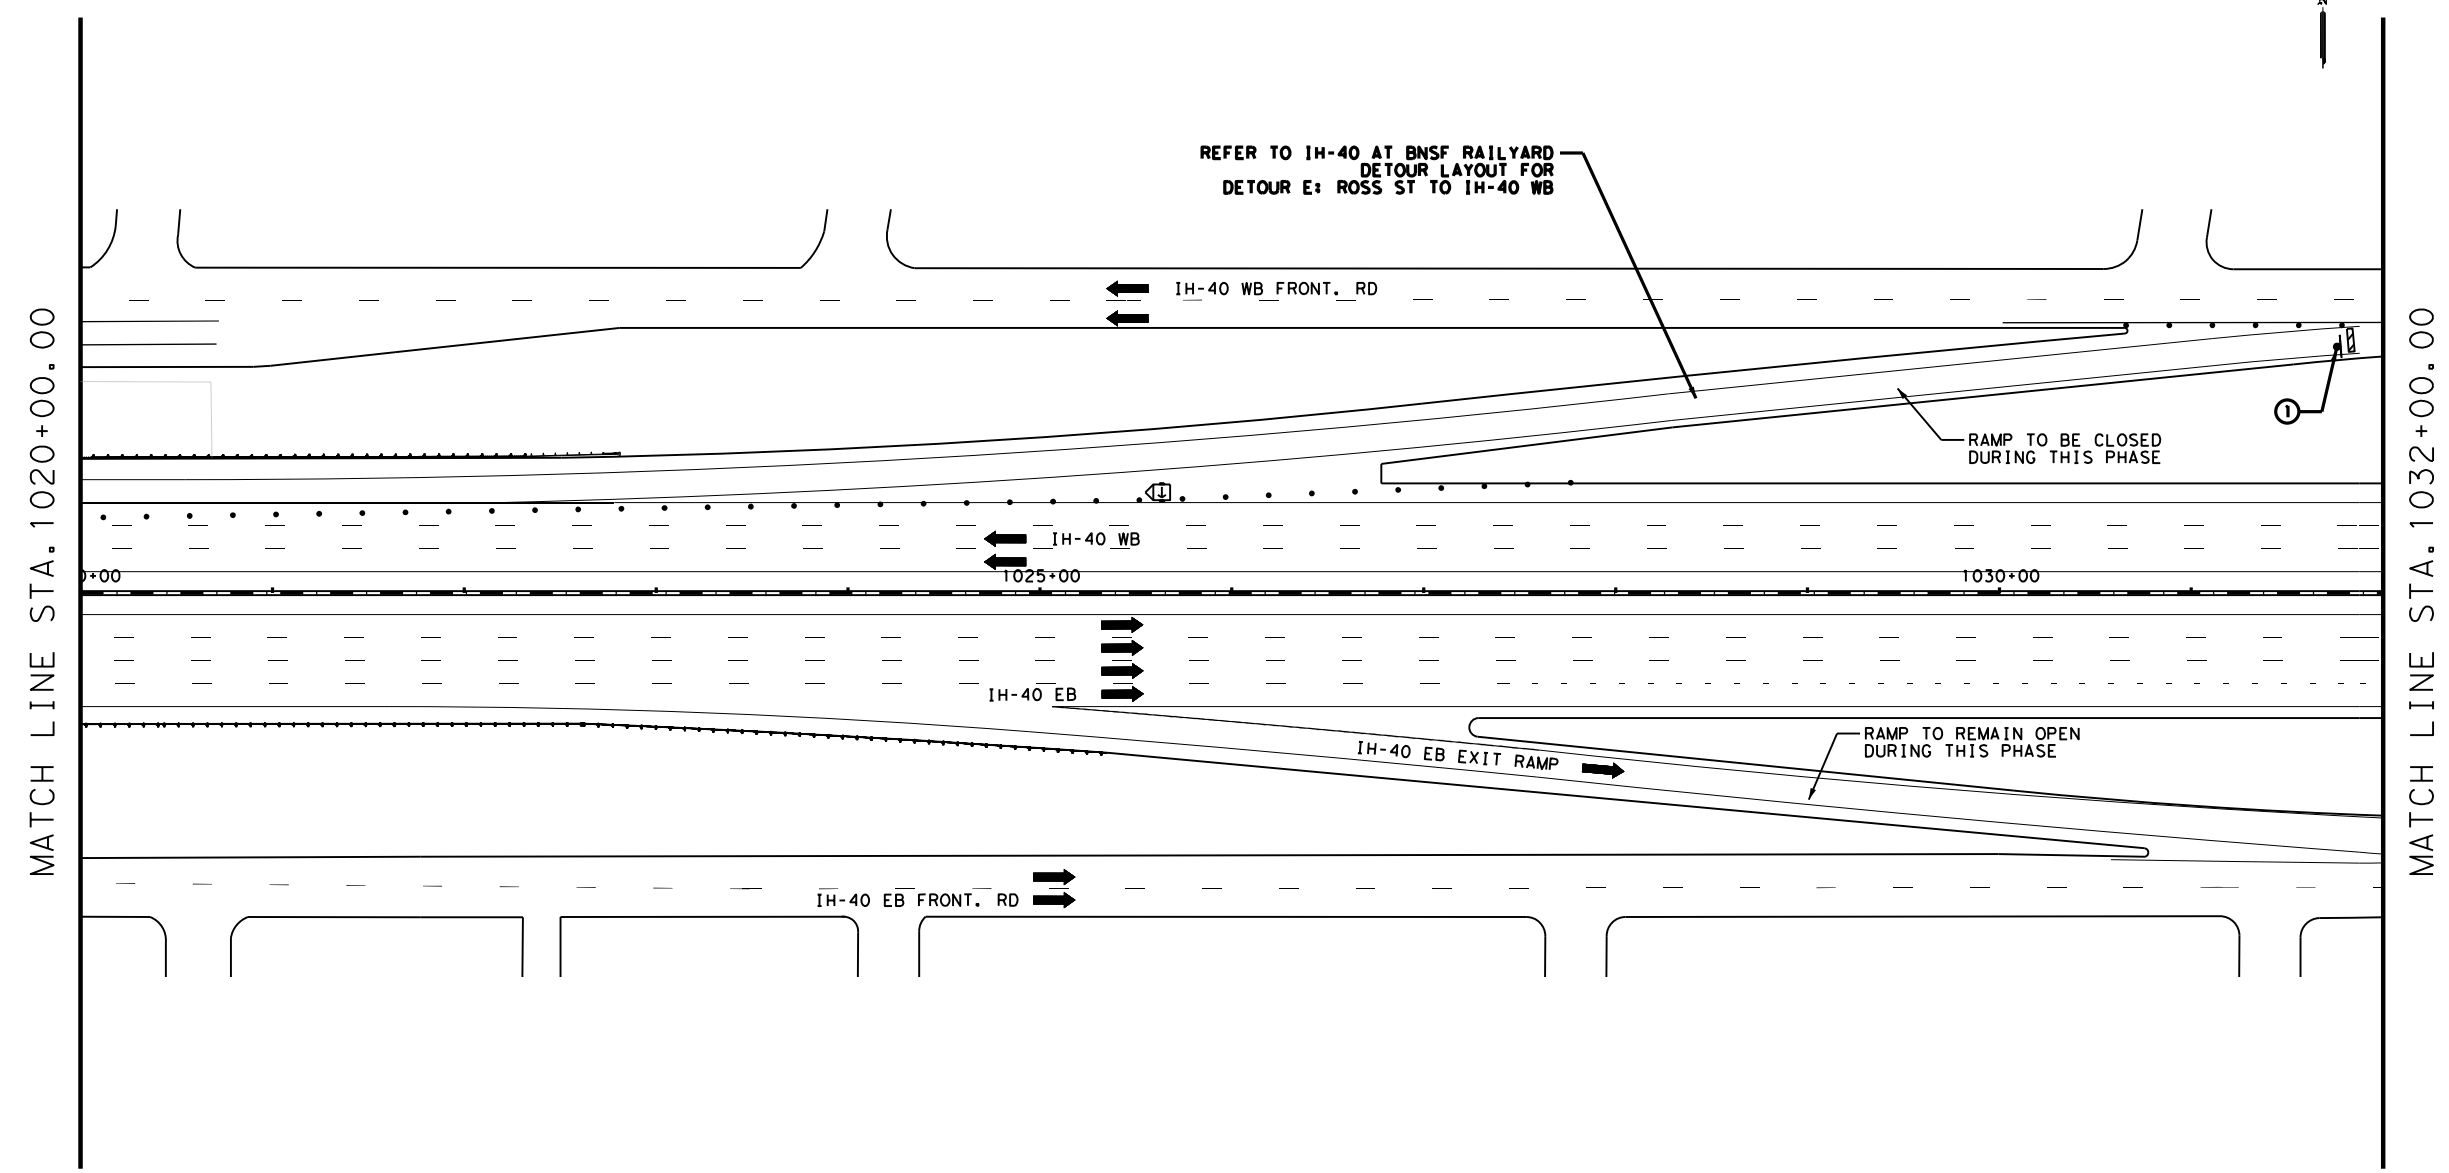 N
REFER TO IH-40 AT BNSF RAILYARD
DETOUR LAYOUT FOR
DETOUR E: ROSS ST TO IH-40 WB
IH-40 WB FRONT. RD
1
RAMP TO BE CLOSED
DURING THIS PHASE
IH-40 WB
0+00
1025+00
1030+00
IH-40 EB
RAMP TO REMAIN OPEN
DURING THIS PHASE
IH-40 EB EXIT RAMP
IH-40 EB FRONT. RD
MATCH LINE STA. 1020+00.00
MATCH LINE STA. 1032+00.00